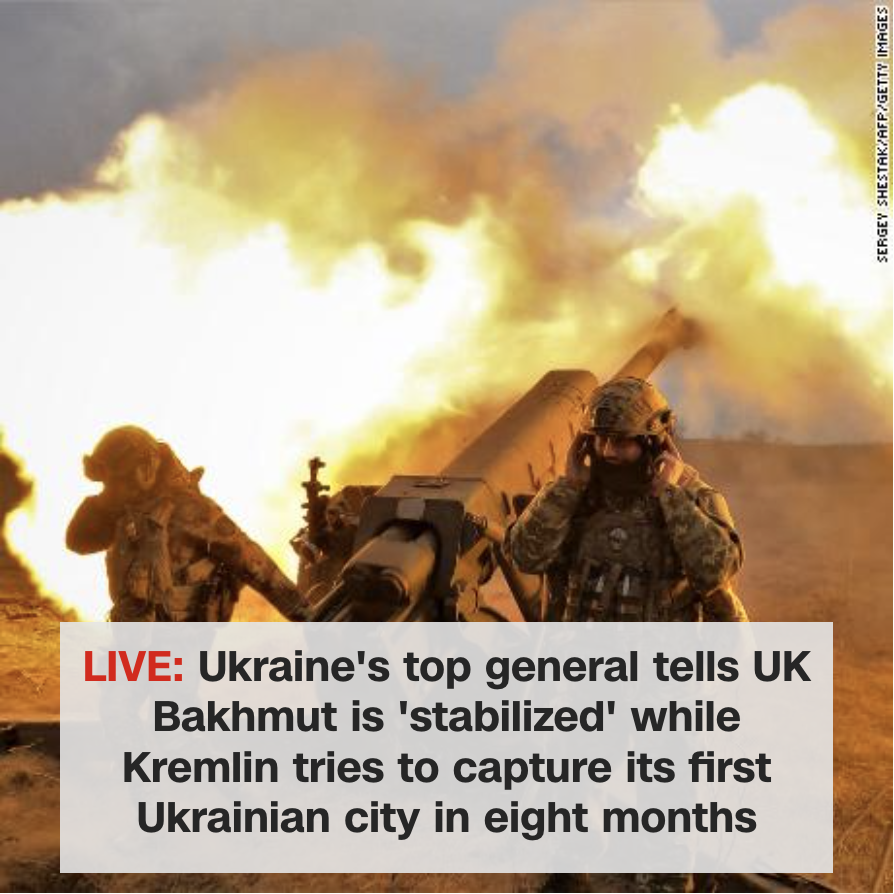 SERGEY SHESTAK/AFP/GETTY IMAGES
LIVE: Ukraine's top general tells UK
Bakhmut is 'stabilized' while
Kremlin tries to capture its first
Ukrainian city in eight months